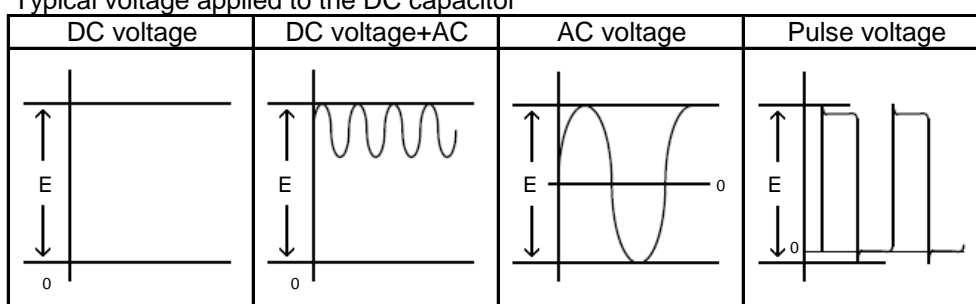 Typical voltage applied to the DC capacitor
DC voltage
DC voltage+AC
AC voltage
Pulse voltage
E
0
E
0
E
0
E
0